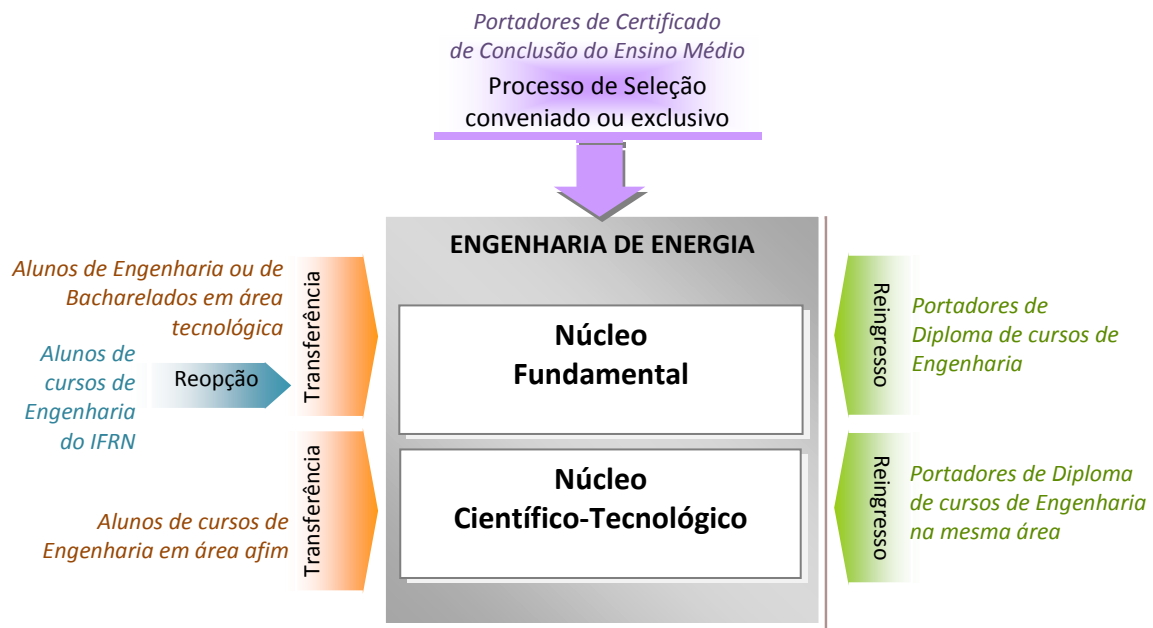 Portadores de Certificado
de Conclusão do Ensino Médio
Processo de Seleção
conveniado ou exclusivo
ENGENHARIA DE ENERGIA
Alunos de Engenharia ou de
Bacharelados em área
tecnológica
Transferência
Alunos de
cursos de
Engenharia
do IFRN
Reopção
Núcleo
Fundamental
Reingresso
Portadores de
Diploma de cursos de
Engenharia
Alunos de cursos de
Engenharia em área afim
Transferência
Núcleo
Científico-Tecnológico
Reingresso
Portadores de Diploma
de cursos de Engenharia
na mesma área